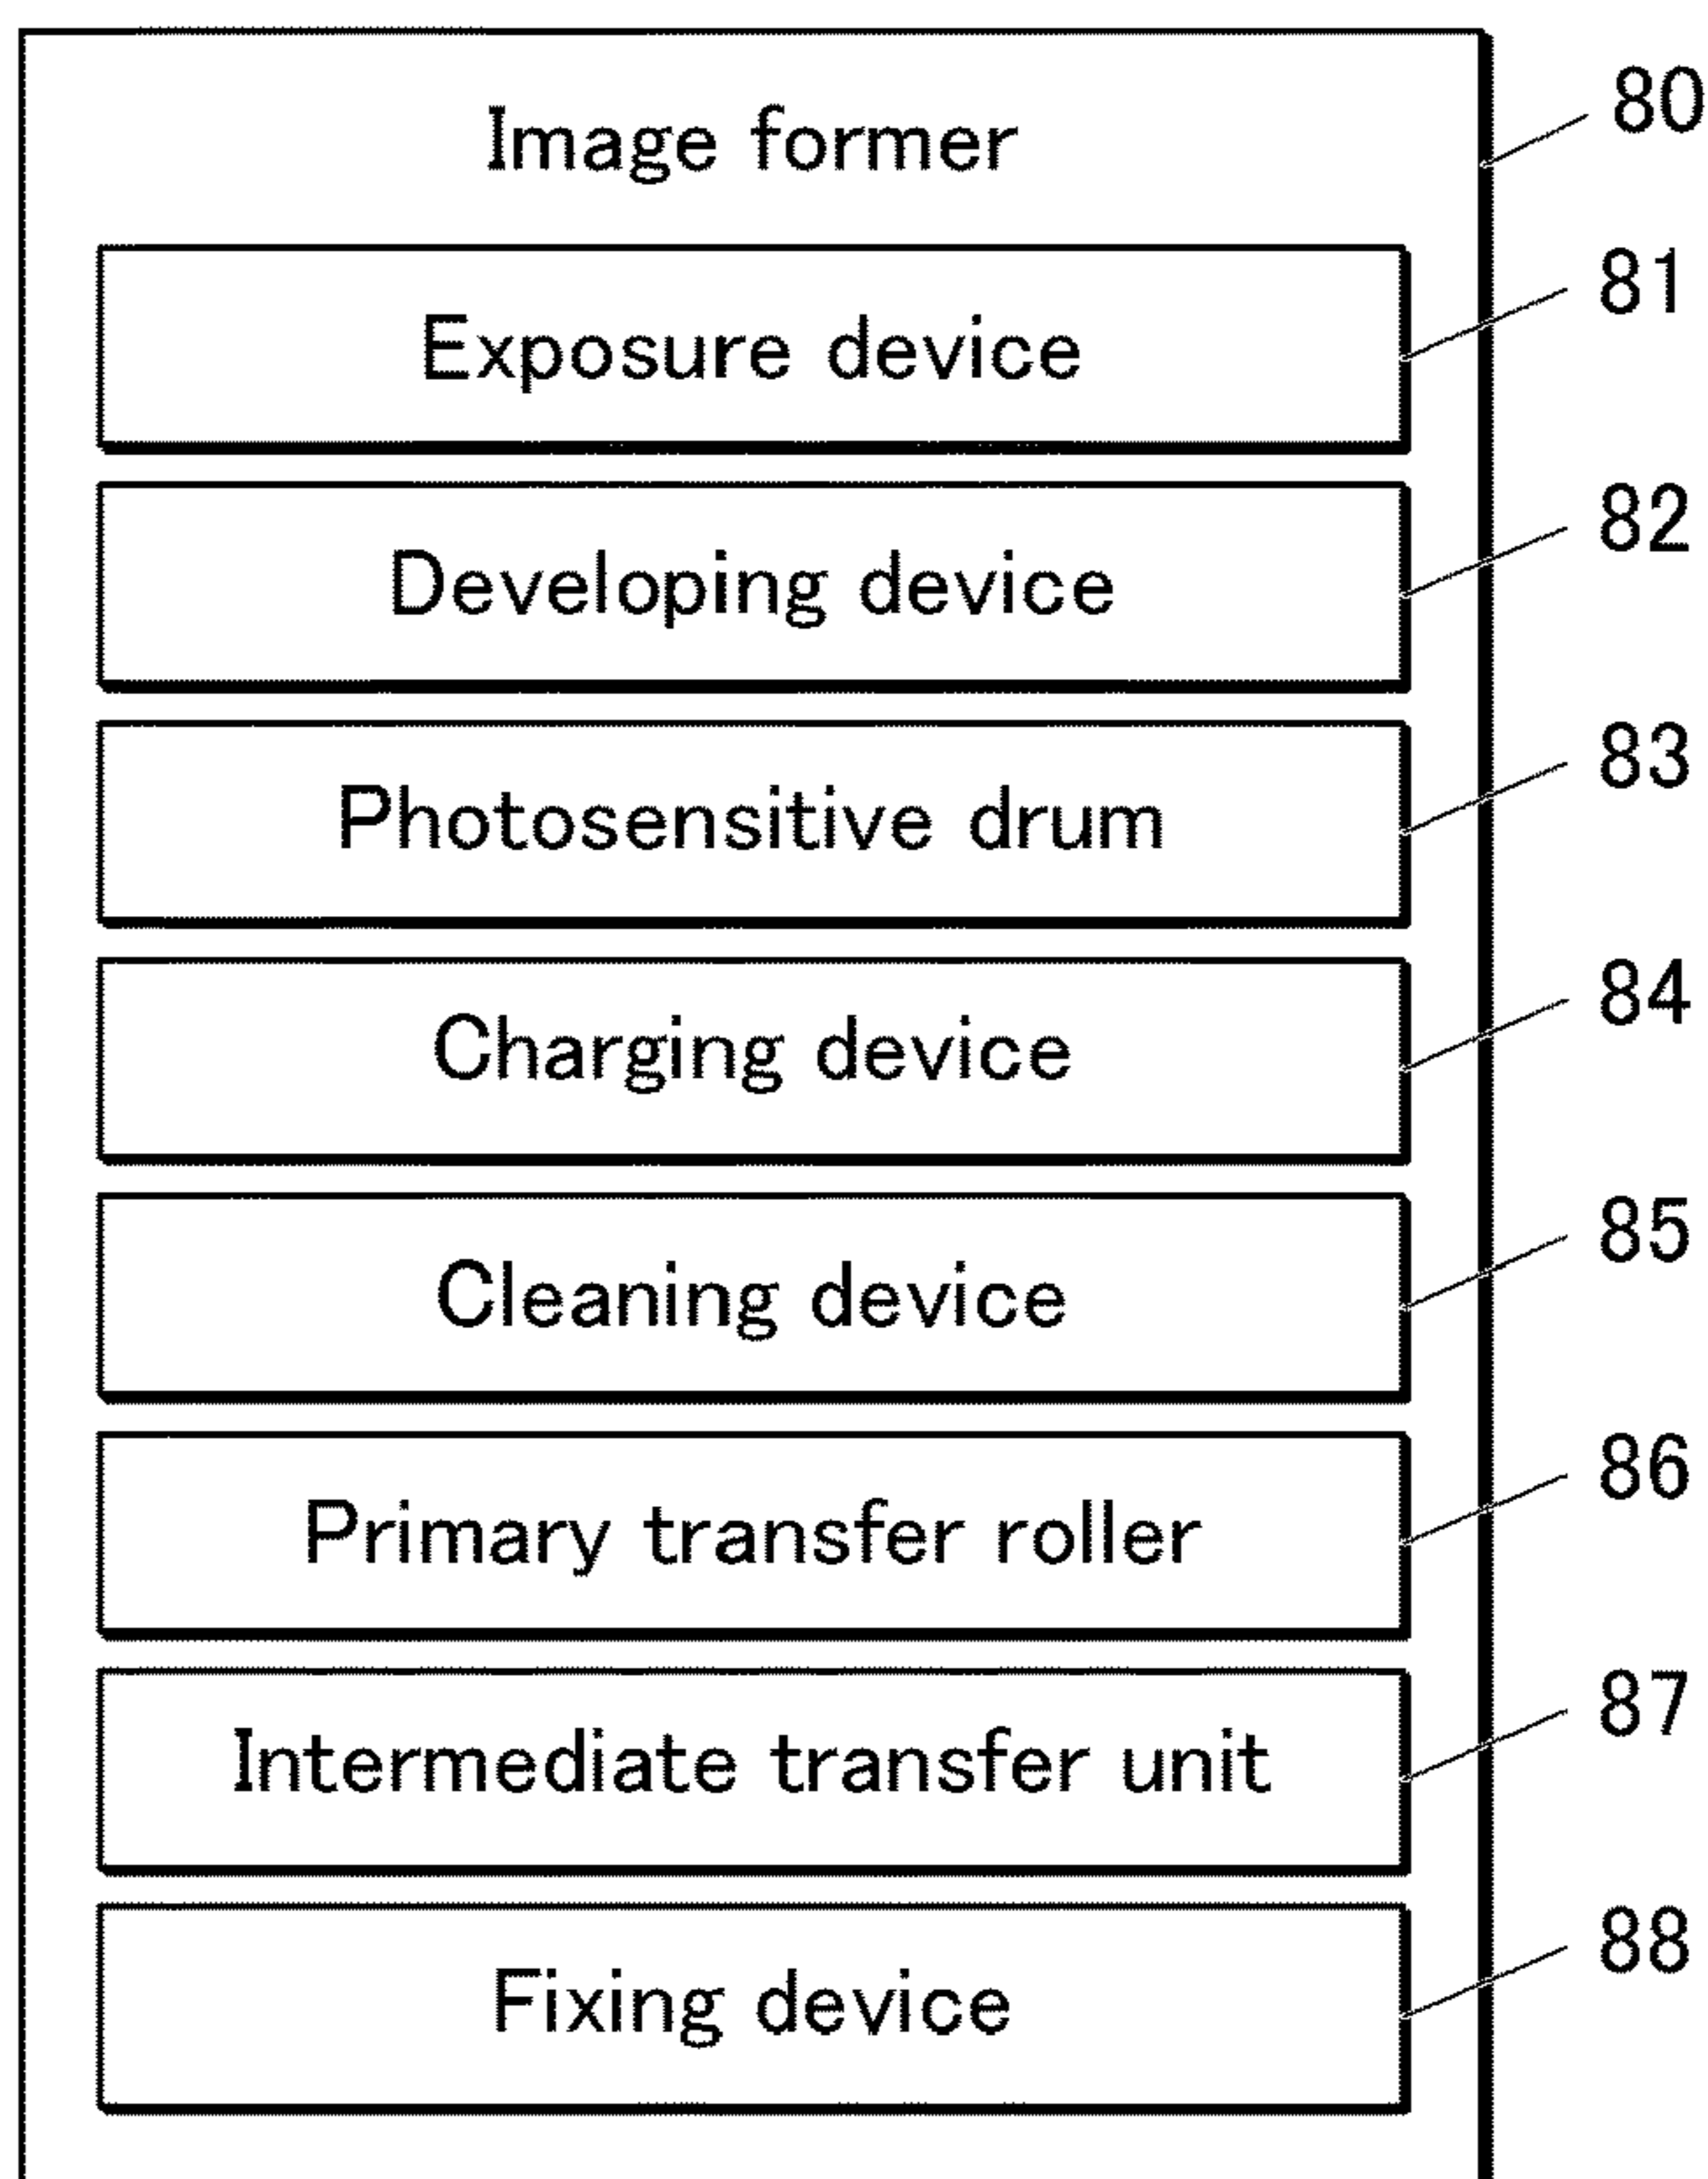 Image former
80
Exposure device
81
Developing device
82
Photosensitive drum
83
Charging device
84
Cleaning device
85
Primary transfer roller
86
Intermediate transfer unit
87
Fixing device
88